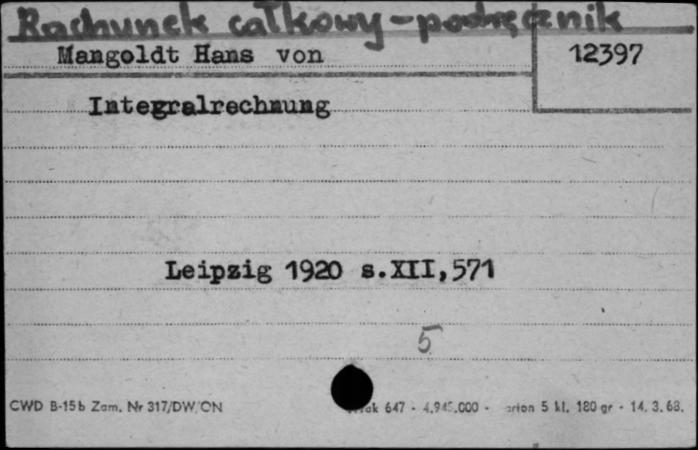 Rachunek całkowy - podręcznik
Mangoldt Hans von
12397
Integralrechnung
Leipzig 1920 s.XII,571
5
CWD B-15b Zam. Nr 317/DW/ON
647 - 4.945.000 - 5 kl. 180 gr - 14.3.68.